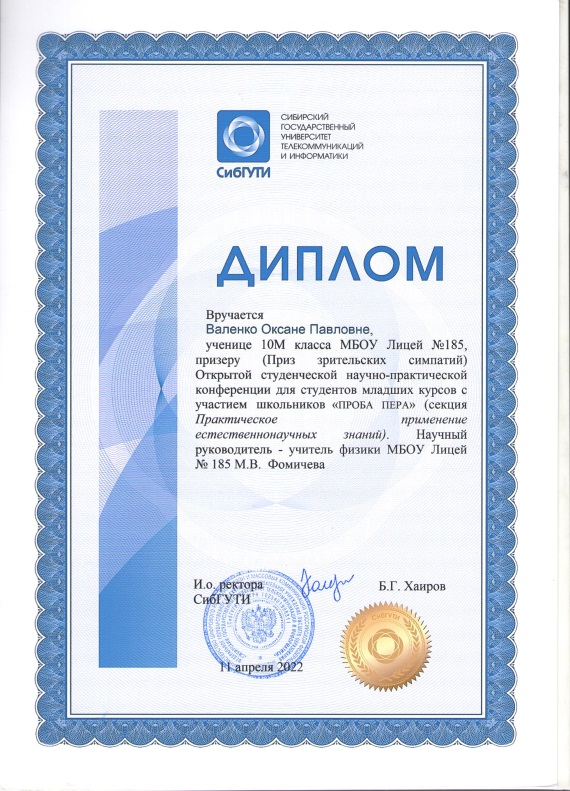 СИБИРСКИЙ
ГОСУДАРСТВЕННЫЙ
УНИВЕРСИТЕТ
ТЕЛЕКОММУНИКАЦИЙ
И ИНФОРМАТИКИ
СибГУТИ
ДИПЛОМ
Вручается
Валенко Оксане Павловне,
ученице 10М класса МБОУ Лицей №185,
призеру (Приз зрительских симпатий)
Открытой студенческой научно-практической
конференции для студентов младших курсов с
участием школьников «ПРОБА ПЕРА» (секция
Практическое применение
естественнонаучных знаний). Научный
руководитель - учитель физики МБОУ Лицей
№ 185 М.В. Фомичева
И.о. ректора
СибГУТИ
Б.Г. Хаиров
СибГУТИ
11 апреля 2022